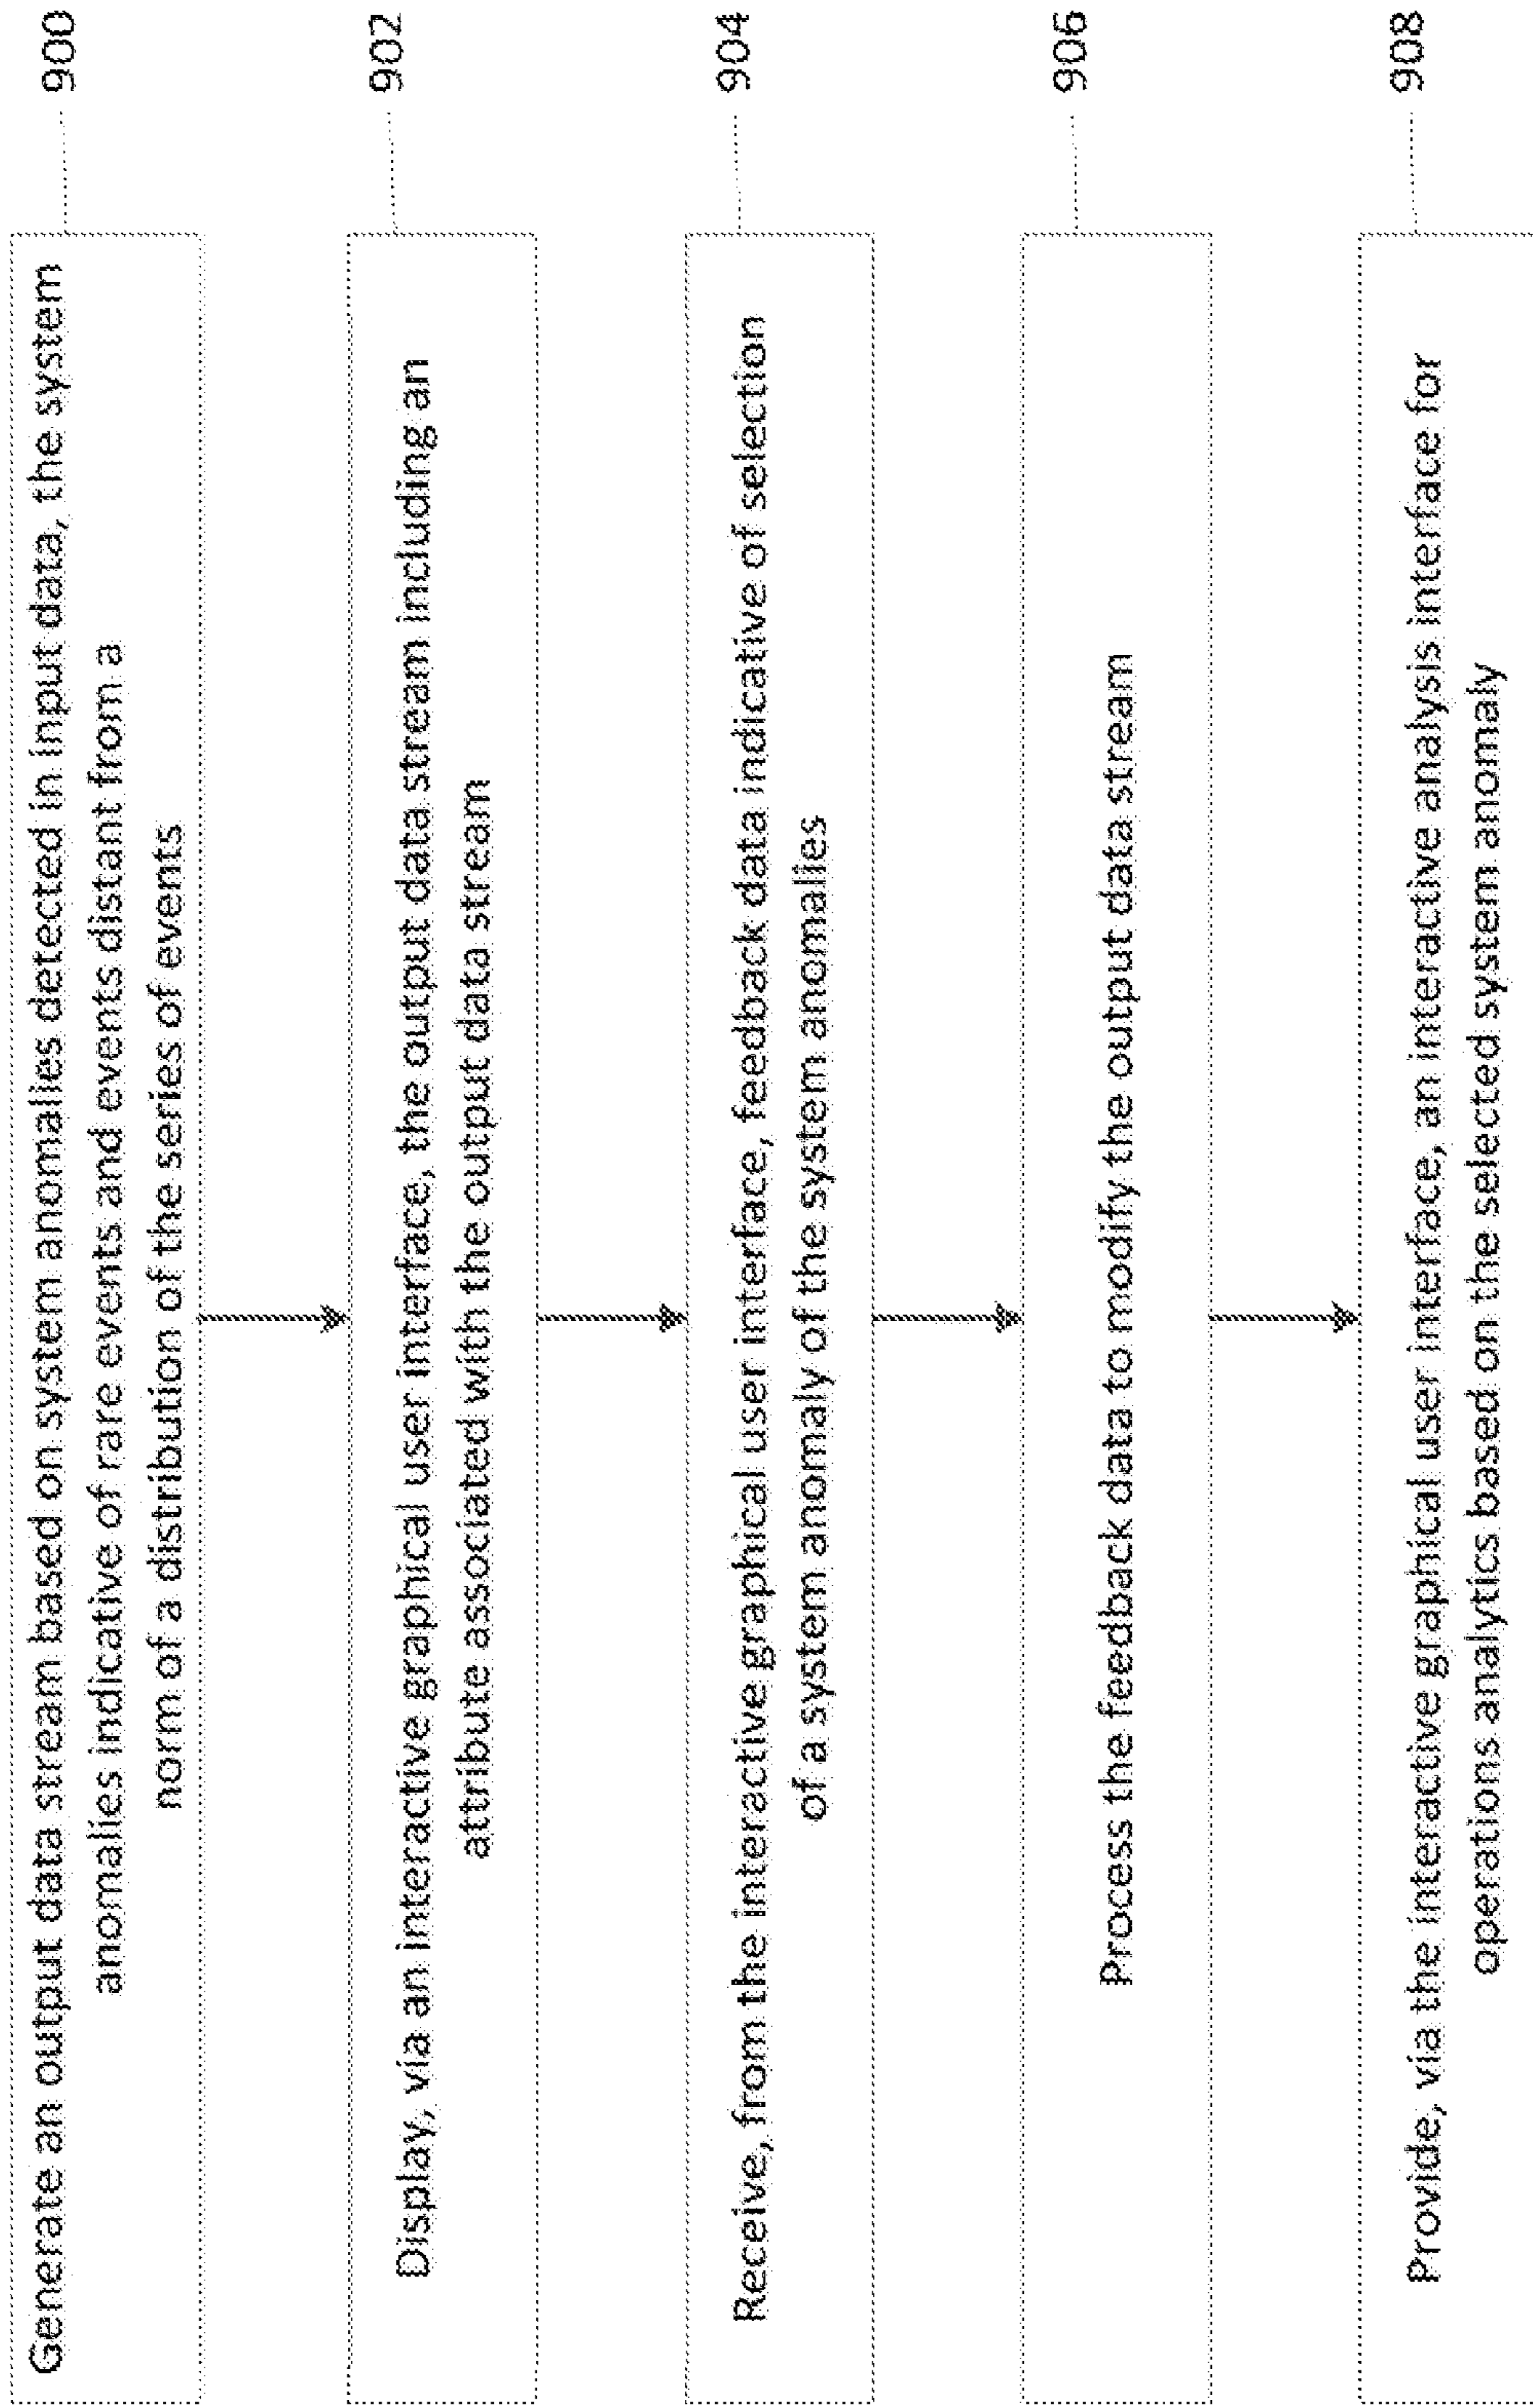 Generate an output data stream based on system anomalies detected in input data, the system
anomalies indicative of rare events and events distant from a
norm of a distribution of the series of events
900
Display, via an interactive graphical user interface, the output data stream including an
attribute associated with the output data stream
902
Receive, from the interactive graphical user interface, feedback data indicative of selection
of a system anomaly of the system anomalies
904
Process the feedback data to modify the output data stream
906
Provide, via the interactive graphical user interface, an interactive analysis interface for
operations analytics based on the selected system anomaly
908